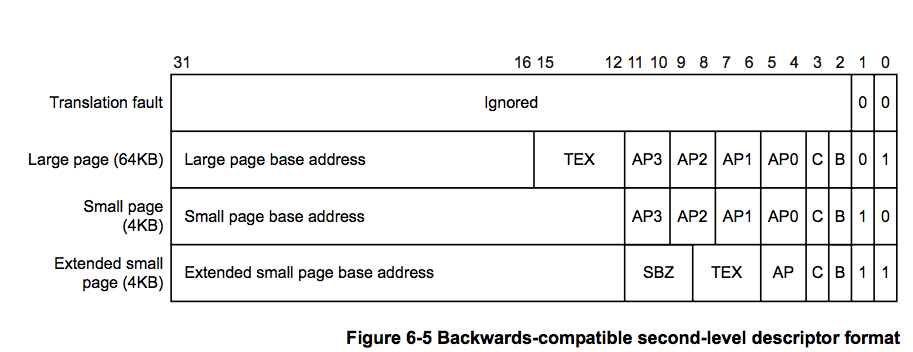 31 16 15 12 11 10 9 8 7 6 5 4 3 2 1 0
Translation fault Ignored 0 0
Large page (64KB) Large page base address TEX AP3 AP2 AP1 AP0 C B 0 1
Small page
(4KB) Small page base address AP3 AP2 AP1 AP0 C B 1 0
Extended small
page (4KB) Extended small page base address SBZ TEX AP C B 1 1
Figure 6-5 Backwards-compatible second-level descriptor format